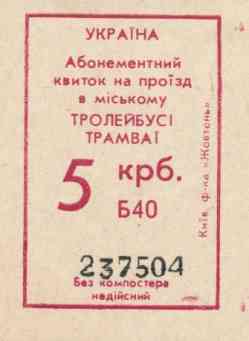 УКРАЇНА
Абонементний
квиток на проїзд
в міському
ТРОЛЕЙБУСІ
ТРАМВАЇ
5 крб.
Б40
237504
Без компостера
недійсний
Київ ф-ка «Жовтень»